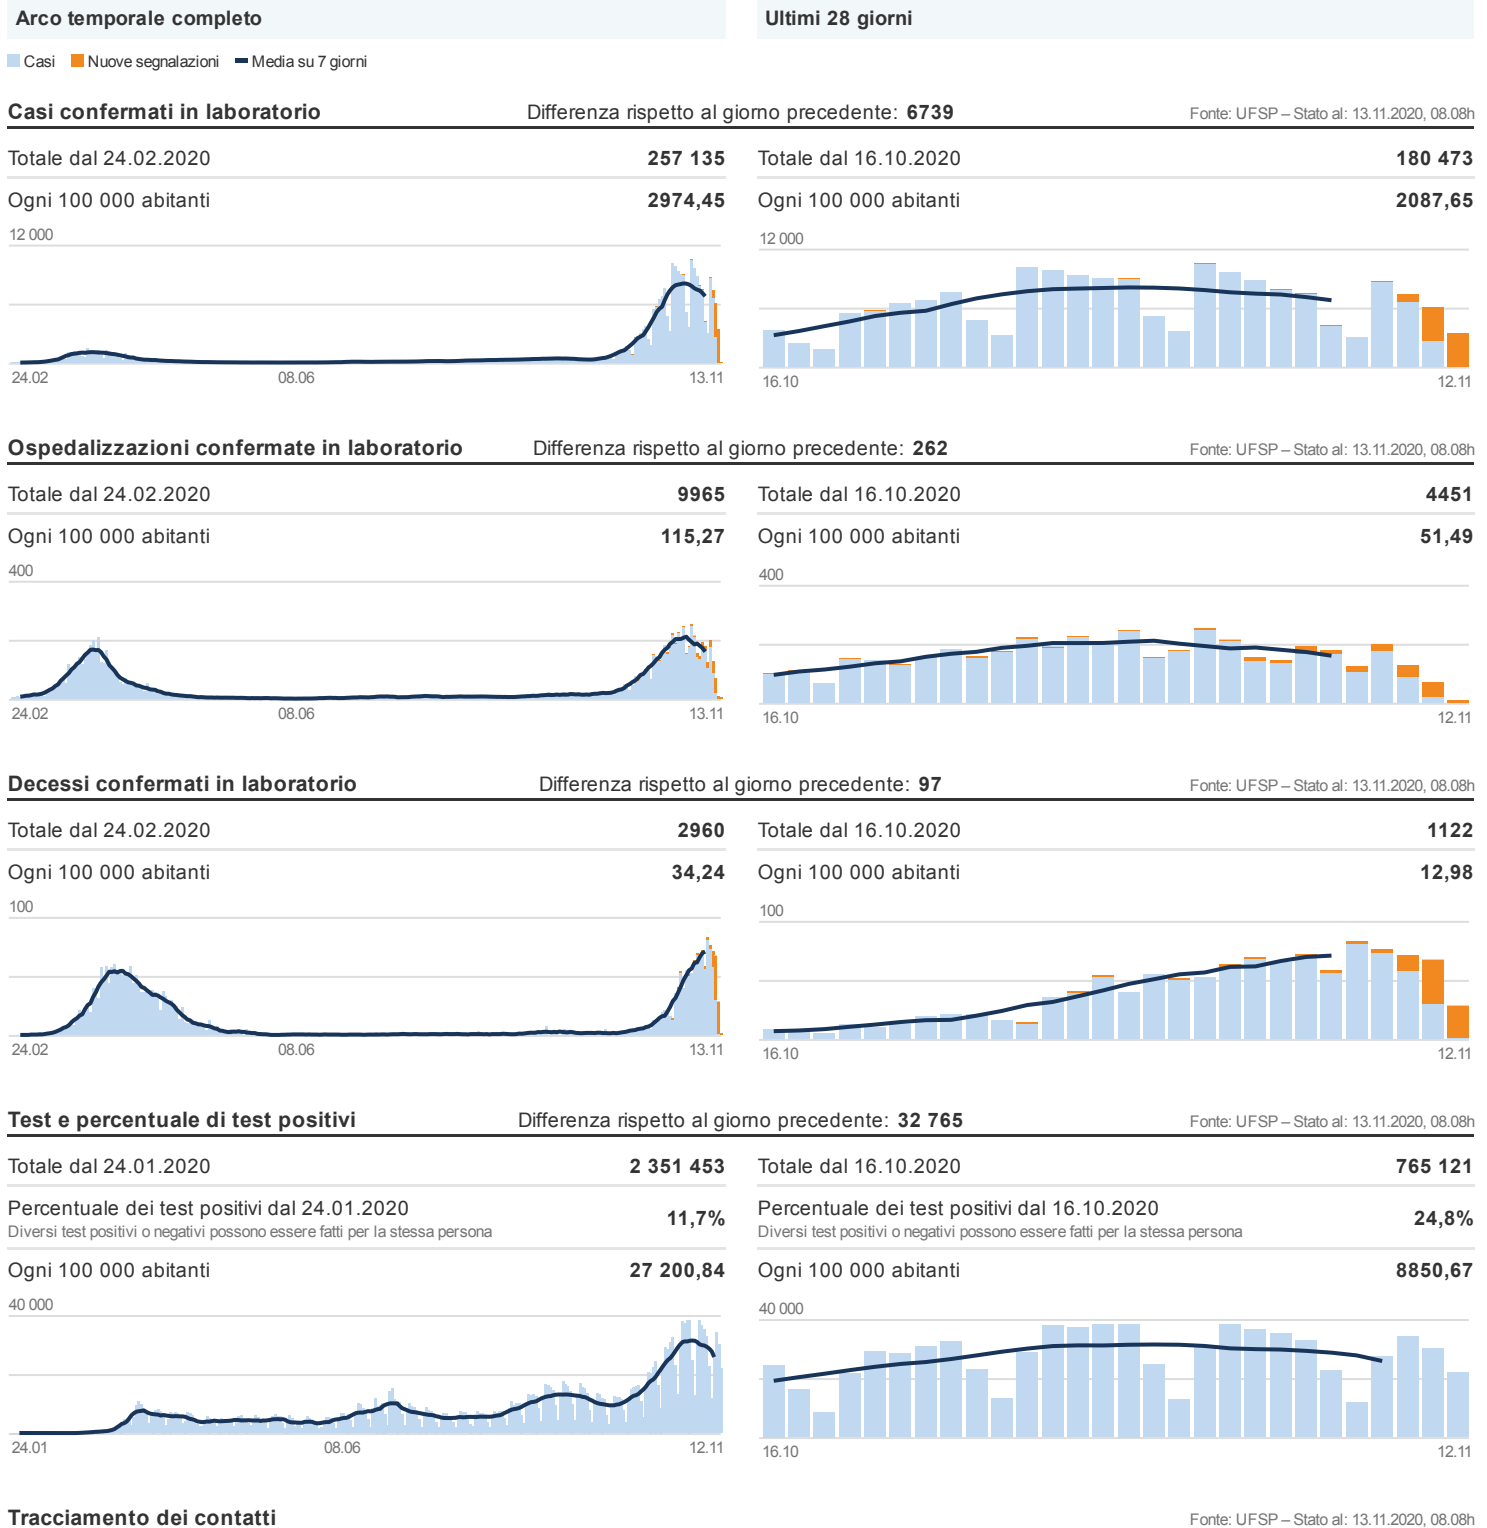 Arco temporale completo
Ultimi 28 giorni
Casi Nuove segnalazioni Media su 7 giorni
Casi confermati in laboratorio Differenza rispetto al giorno precedente: 6739 Fonte: UFSP – Stato al: 13.11.2020, 08.08h
Totale dal 24.02.2020 257 135
Ogni 100 000 abitanti 2974,45
12 000
24.02 08.06 13.11
Totale dal 16.10.2020 180 473
Ogni 100 000 abitanti 2087,65
12 000
16.10 12.11
Ospedalizzazioni confermate in laboratorio Differenza rispetto al giorno precedente: 262 Fonte: UFSP – Stato al: 13.11.2020, 08.08h
Totale dal 24.02.2020 9965
Ogni 100 000 abitanti 115,27
400
24.02 08.06 13.11
Totale dal 16.10.2020 4451
Ogni 100 000 abitanti 51,49
400
16.10 12.11
Decessi confermati in laboratorio Differenza rispetto al giorno precedente: 97 Fonte: UFSP – Stato al: 13.11.2020, 08.08h
Totale dal 24.02.2020 2960
Ogni 100 000 abitanti 34,24
100
24.02 08.06 13.11
Totale dal 16.10.2020 1122
Ogni 100 000 abitanti 12,98
100
16.10 12.11
Test e percentuale di test positivi Differenza rispetto al giorno precedente: 32 765 Fonte: UFSP – Stato al: 13.11.2020, 08.08h
Totale dal 24.01.2020 2 351 453
Percentuale dei test positivi dal 24.01.2020 11,7%
Diversi test positivi o negativi possono essere fatti per la stessa persona
Ogni 100 000 abitanti 27 200,84
40 000
24.01 08.06 12.11
Totale dal 16.10.2020 765 121
Percentuale dei test positivi dal 16.10.2020 24,8%
Diversi test positivi o negativi possono essere fatti per la stessa persona
Ogni 100 000 abitanti 8850,67
40 000
16.10 12.11
Tracciamento dei contatti Fonte: UFSP – Stato al: 13.11.2020, 08.08h